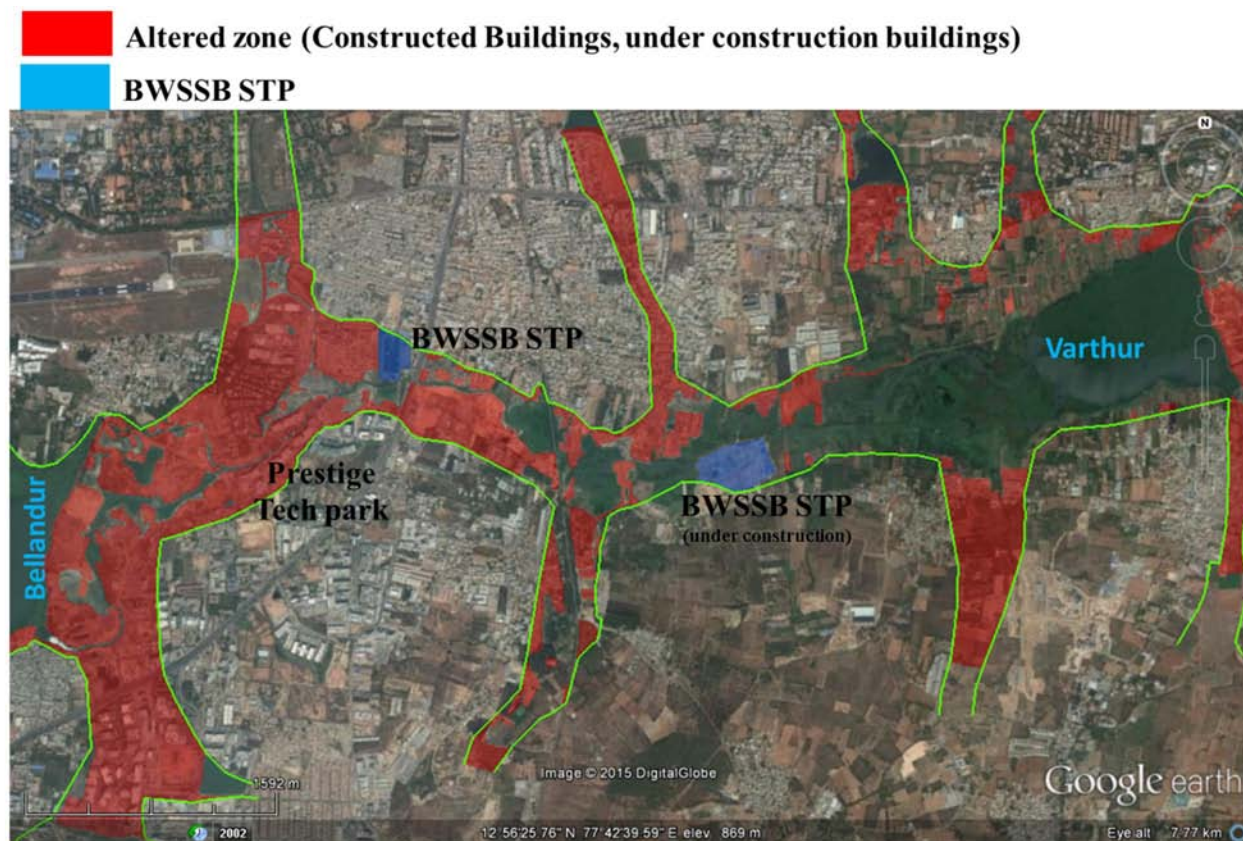 Altered zone (Constructed Buildings, under construction buildings)
BWSSB STP
N
BWSSB STP
Varthur
Prestige
Tech park
Bellandur
BWSSB STP
(under construction)
1592 m
Image © 2015 DigitalGlobe
Google earth
2002
12°56'25.76" N 77°42'39.59" E elev 869 m
Eye alt 7.77 km